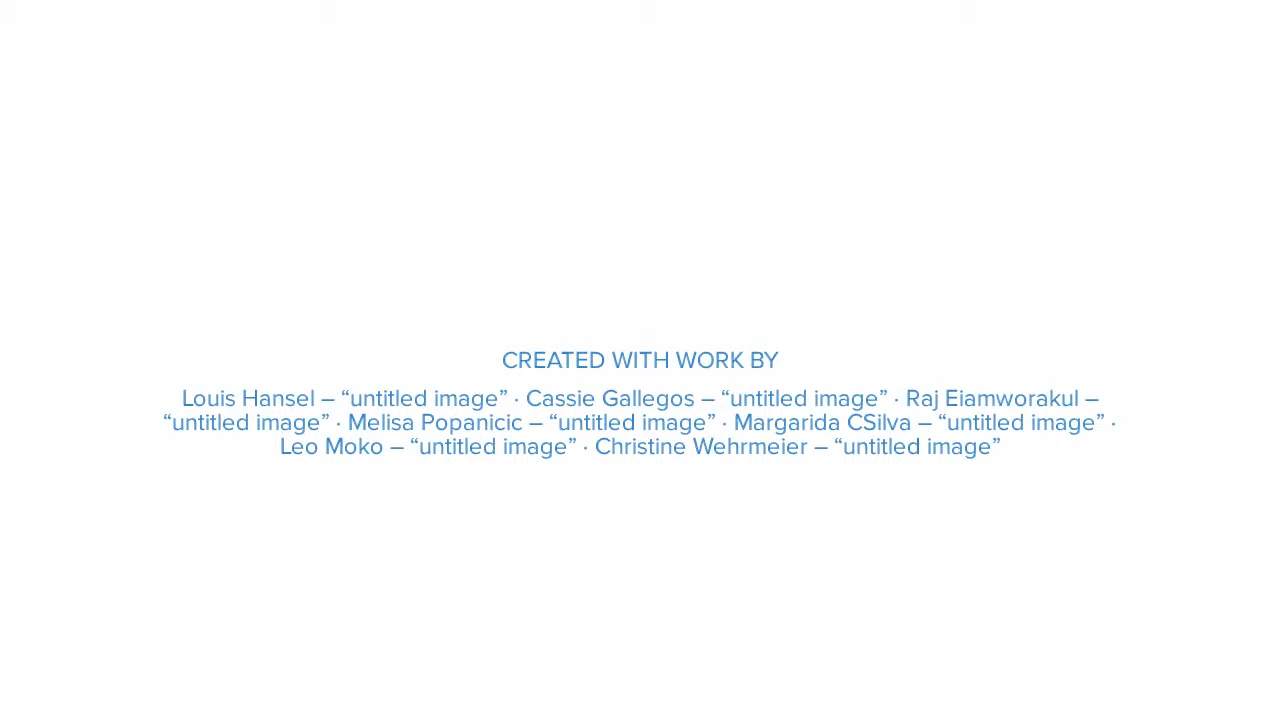 CREATED WITH WORK BY
Louis Hansel – “untitled image” · Cassie Gallegos – “untitled image” · Raj Eiamworakul –
“untitled image” · Melisa Popanicic – “untitled image” · Margarida CSilva – “untitled image” ·
Leo Moko – “untitled image” · Christine Wehrmeier – “untitled image”